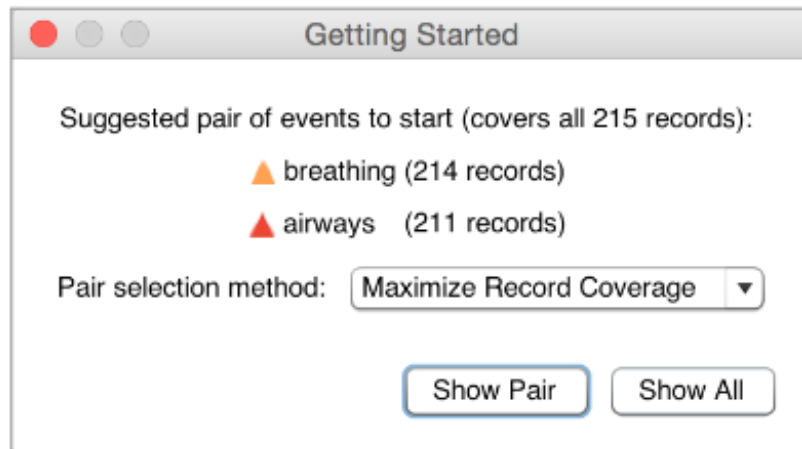 Getting Started
Suggested pair of events to start (covers all 215 records):
breathing (214 records)
airways (211 records)
Pair selection method: Maximize Record Coverage
Show Pair Show All